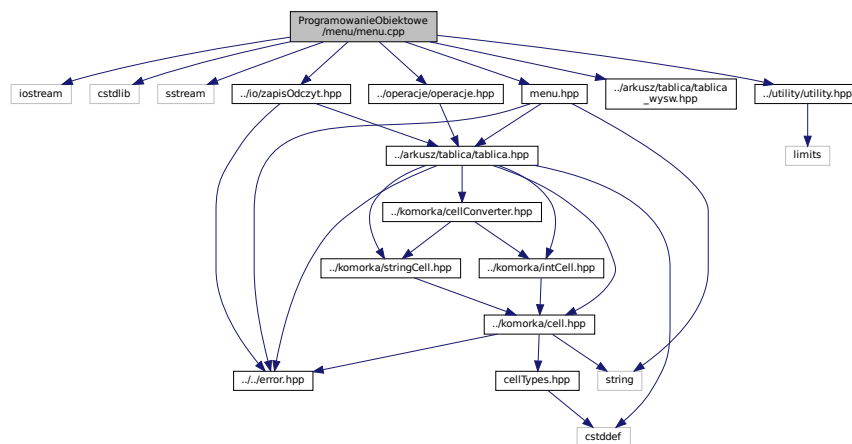 ProgramowanieObiektowe
/menu/menu.cpp
iostream
cstdlib
sstream
../io/zapisOdczyt.hpp
../operacje/operacje.hpp
menu.hpp
../arkusz/tablica/tablica
_wysw.hpp
../utility/utility.hpp
../arkusz/tablica/tablica.hpp
limits
../komorka/cellConverter.hpp
../komorka/stringCell.hpp
../komorka/intCell.hpp
../komorka/cell.hpp
../../error.hpp
cellTypes.hpp
string
cstddef